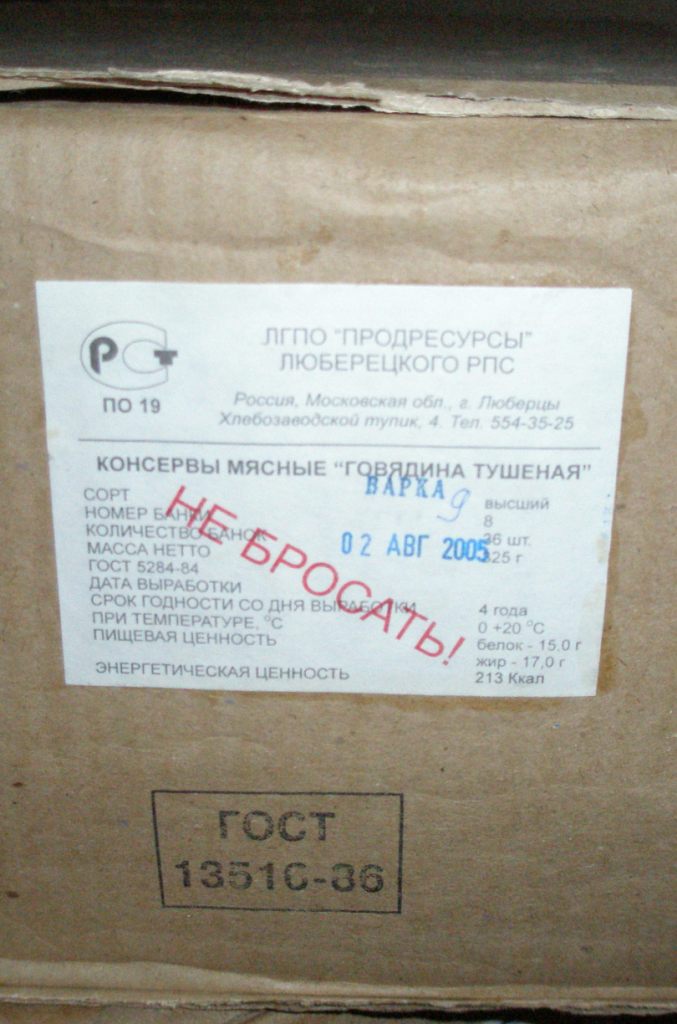 РСТ
ПО 19
ЛГПО "ПРОДРЕСУРСЫ"
ЛЮБЕРЕЦКОГО РПС
Россия, Московская обл., г. Люберцы
Хлебозаводской тупик, 4. Тел. 554-35-25
КОНСЕРВЫ МЯСНЫЕ "ГОВЯДИНА ТУШЕНАЯ"
ВАРКА 9
СОРТ высший
НОМЕР БАНКИ 8
КОЛИЧЕСТВО БАНОК 36 шт.
МАССА НЕТТО 325 г
02 АВГ 2005
ГОСТ 5284-84
ДАТА ВЫРАБОТКИ
СРОК ГОДНОСТИ СО ДНЯ ВЫРАБОТКИ 4 года
ПРИ ТЕМПЕРАТУРЕ, °С 0 +20 °С
ПИЩЕВАЯ ЦЕННОСТЬ белок - 15.0 г
жир - 17,0 г
ЭНЕРГЕТИЧЕСКАЯ ЦЕННОСТЬ 213 Ккал
НЕ БРОСАТЬ!
ГОСТ
13516-86